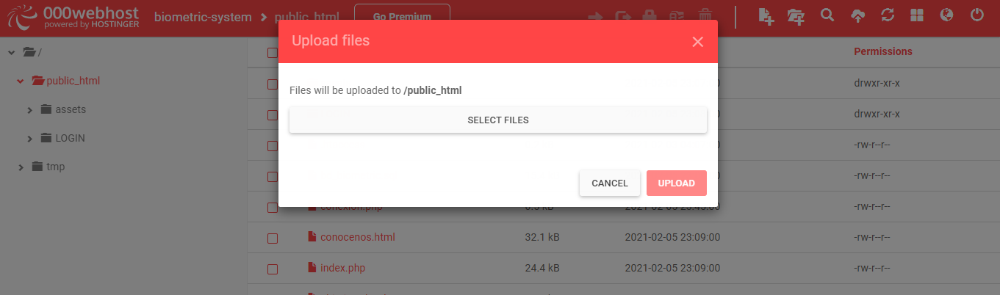 000webhost
powered by HOSTINGER
biometric-system > public_html
Go Premium
Upload files
/
Permissions
public_html
drwxr-xr-x
Files will be uploaded to /public_html
assets
drwxr-xr-x
SELECT FILES
LOGIN
-rw-r--r--
tmp
-rw-r--r--
CANCEL
UPLOAD
conexion.php
-rw-r--r--
conocenos.html 32.1 kB 2021-02-05 23:09:00 -rw-r--r--
index.php 24.4 kB 2021-02-05 23:09:00 -rw-r--r--